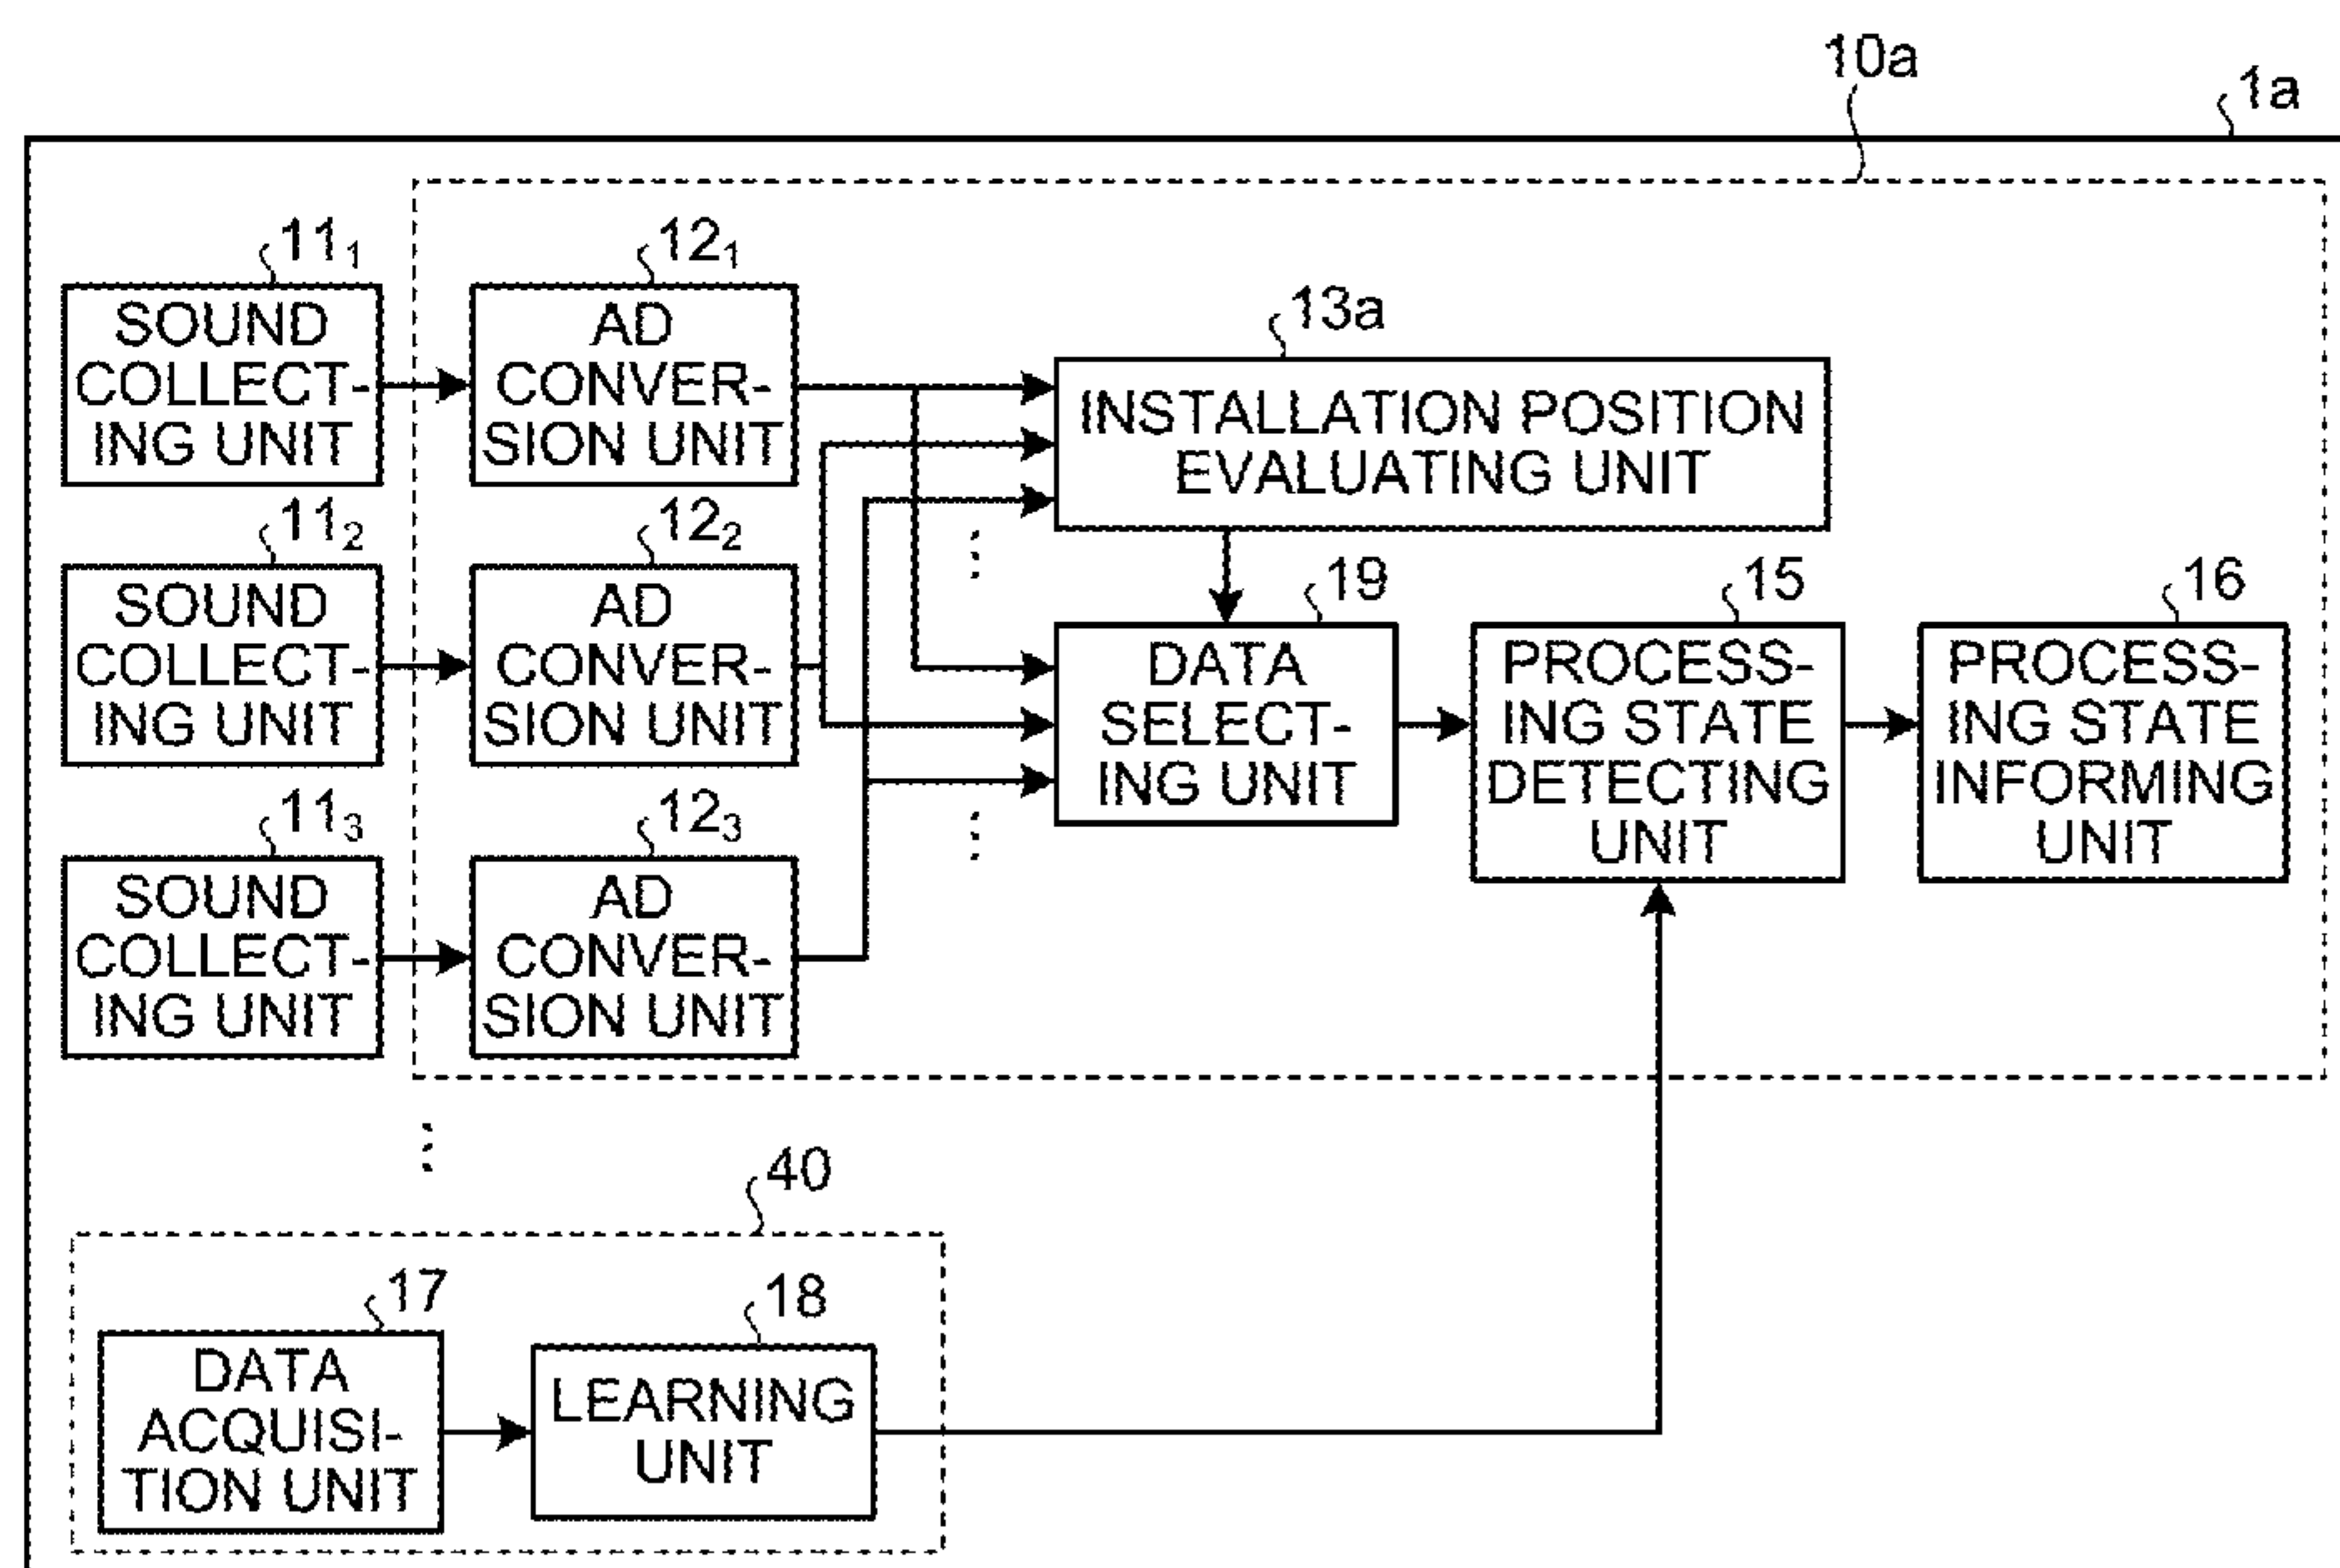 10a
1a
11₁
SOUND
COLLECT-
ING UNIT
12₁
AD
CONVER-
SION UNIT
13a
INSTALLATION POSITION
EVALUATING UNIT
11₂
SOUND
COLLECT-
ING UNIT
12₂
AD
CONVER-
SION UNIT
19
DATA
SELECT-
ING UNIT
15
PROCESS-
ING STATE
DETECTING
UNIT
16
PROCESS-
ING STATE
INFORMING
UNIT
11₃
SOUND
COLLECT-
ING UNIT
12₃
AD
CONVER-
SION UNIT
40
17
DATA
ACQUISI-
TION UNIT
18
LEARNING
UNIT